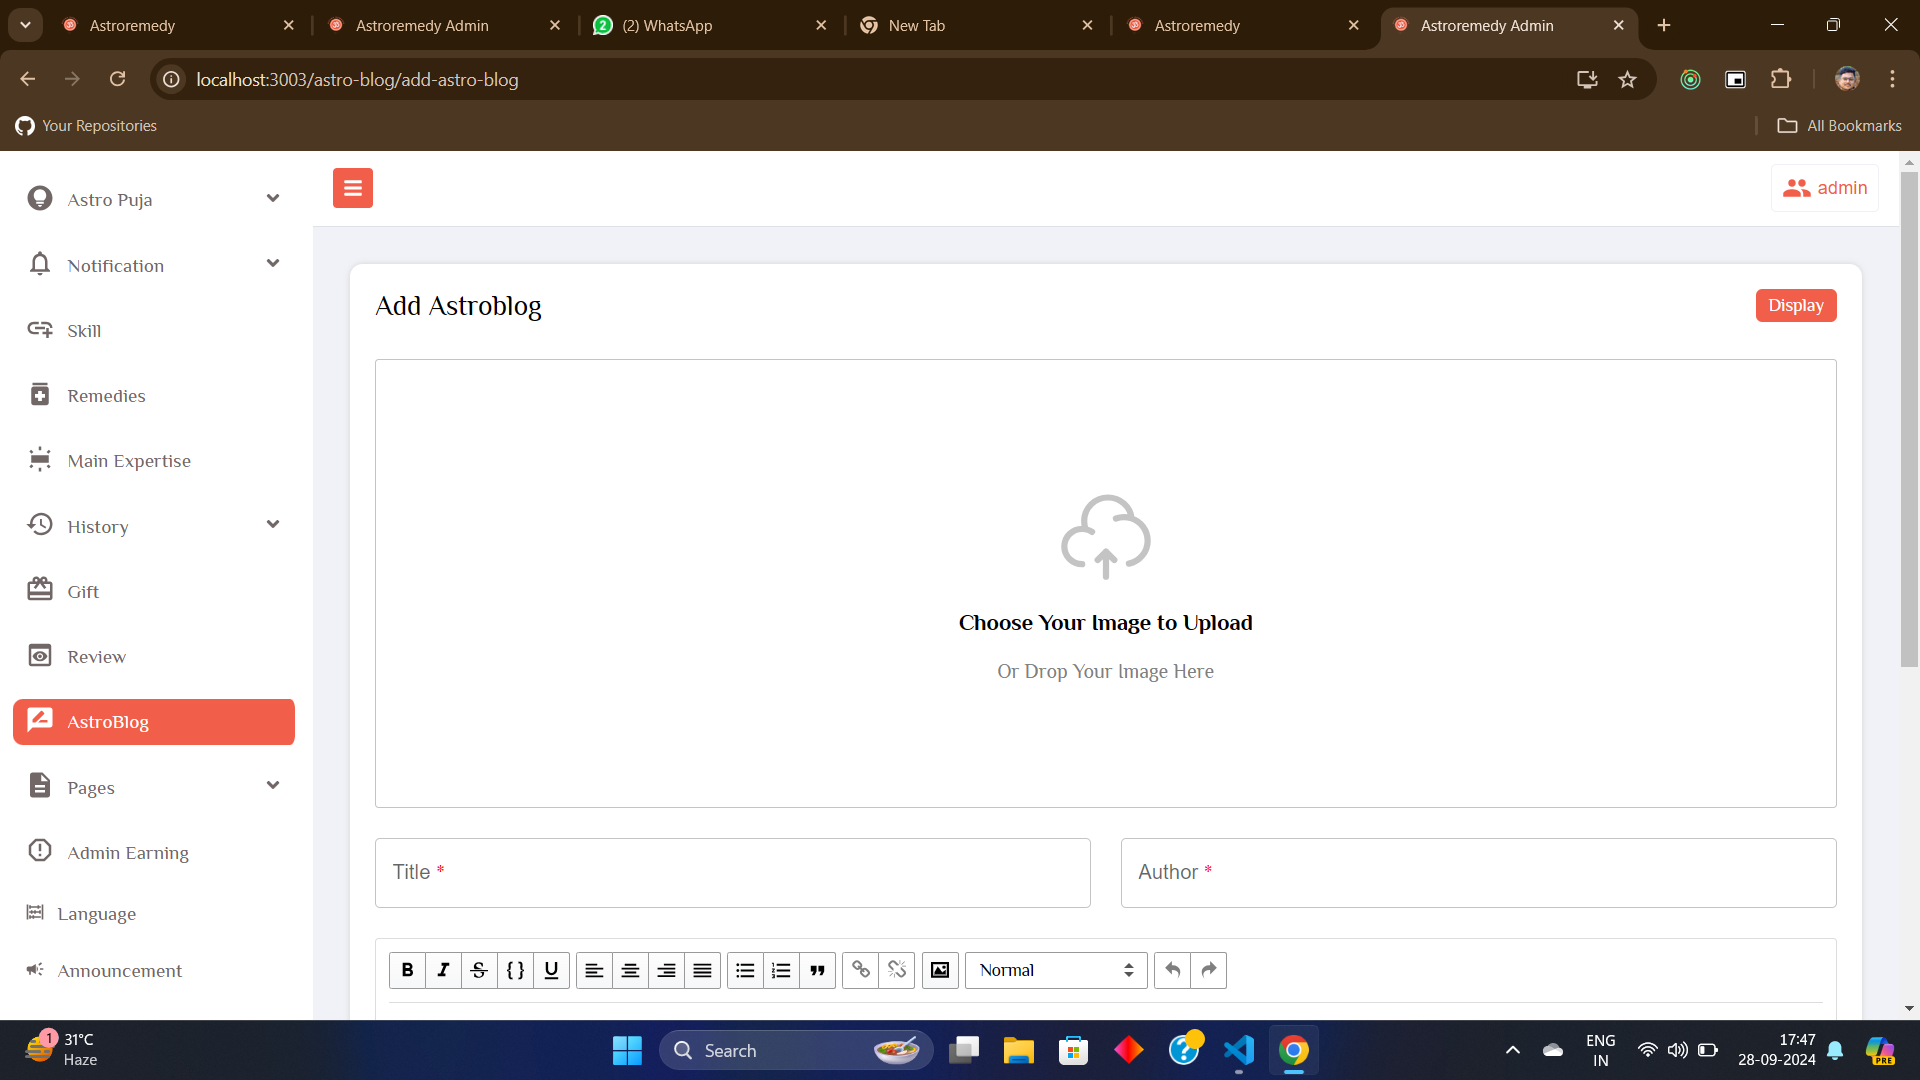 Astroremedy
Astroremedy Admin
(2) WhatsApp
New Tab
Astroremedy
Astroremedy Admin
localhost:3003/astro-blog/add-astro-blog
Your Repositories
All Bookmarks
Astro Puja
Notification
Skill
Remedies
Main Expertise
History
Gift
Review
AstroBlog
Pages
Admin Earning
Language
Announcement
admin
Add Astroblog
Display
Choose Your Image to Upload
Or Drop Your Image Here
Title *
Author *
Normal
1
31°C
Haze
Search
ENG
IN
17:47
28-09-2024
PRE